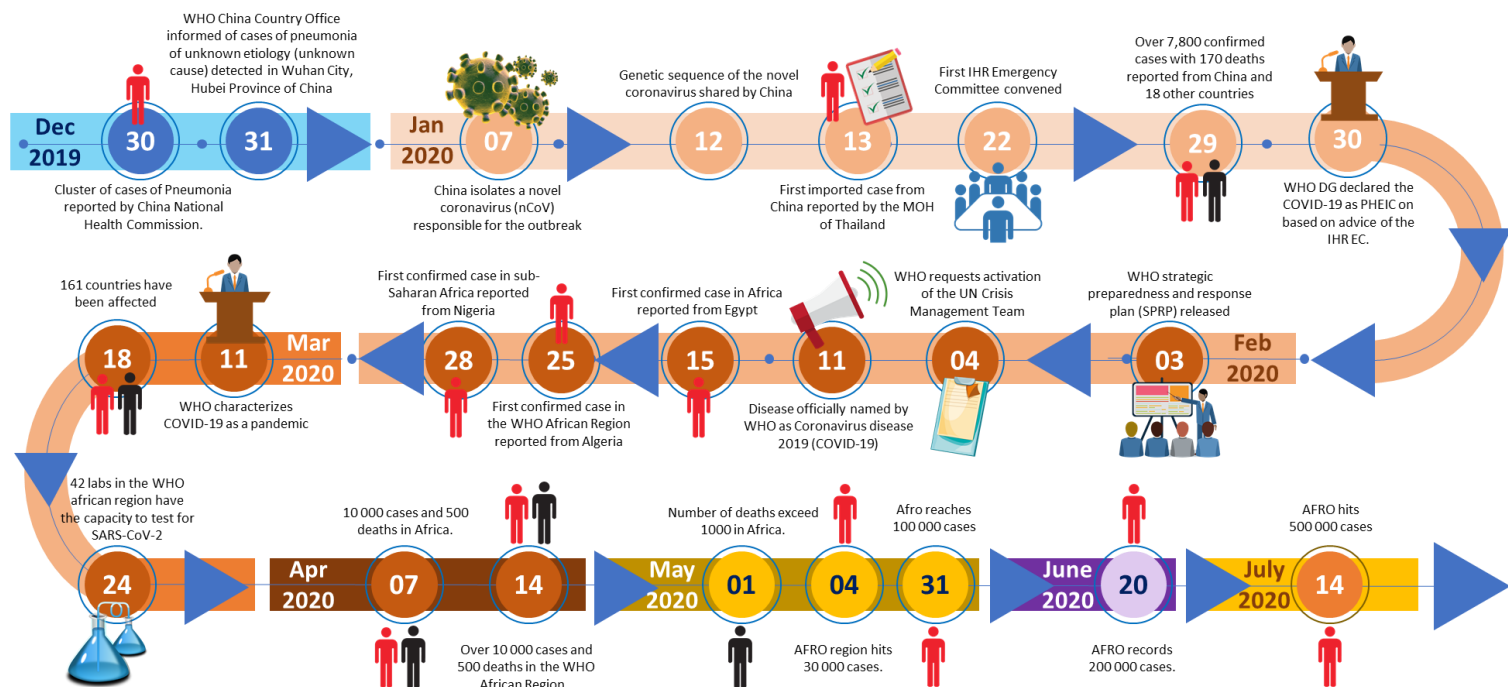 WHO China Country Office
informed of cases of pneumonia
of unknown etiology (unknown
cause) detected in Wuhan City,
Hubei Province of China
Dec
2019
30
31
Cluster of cases of Pneumonia
reported by China National
Health Commission.
Jan
2020
07
China isolates a novel
coronavirus (nCoV)
responsible for the outbreak
Genetic sequence of the novel
coronavirus shared by China
12
13
First imported case from
China reported by the MOH
of Thailand
First IHR Emergency
Committee convened
22
Over 7,800 confirmed
cases with 170 deaths
reported from China and
18 other countries
29
30
WHO DG declared the
COVID-19 as PHEIC on
based on advice of the
IHR EC.
Feb
2020
WHO strategic
preparedness and response
plan (SPRP) released
03
WHO requests activation
of the UN Crisis
Management Team
04
11
Disease officially named by
WHO as Coronavirus disease
2019 (COVID-19)
First confirmed case in Africa
reported from Egypt
15
25
First confirmed case in
the WHO African Region
reported from Algeria
First confirmed case in sub-
Saharan Africa reported
from Nigeria
28
Mar
2020
11
WHO characterizes
COVID-19 as a pandemic
161 countries have
been affected
18
42 labs in the WHO
african region have
the capacity to test for
SARS-CoV-2
24
Apr
2020
10 000 cases and 500
deaths in Africa.
07
14
Over 10 000 cases and
500 deaths in the WHO
African Region
May
2020
Number of deaths exceed
1000 in Africa.
01
04
AFRO region hits
30 000 cases.
Afro reaches
100 000 cases
31
June
2020
20
AFRO records
200 000 cases.
July
2020
AFRO hits
500 000 cases
14